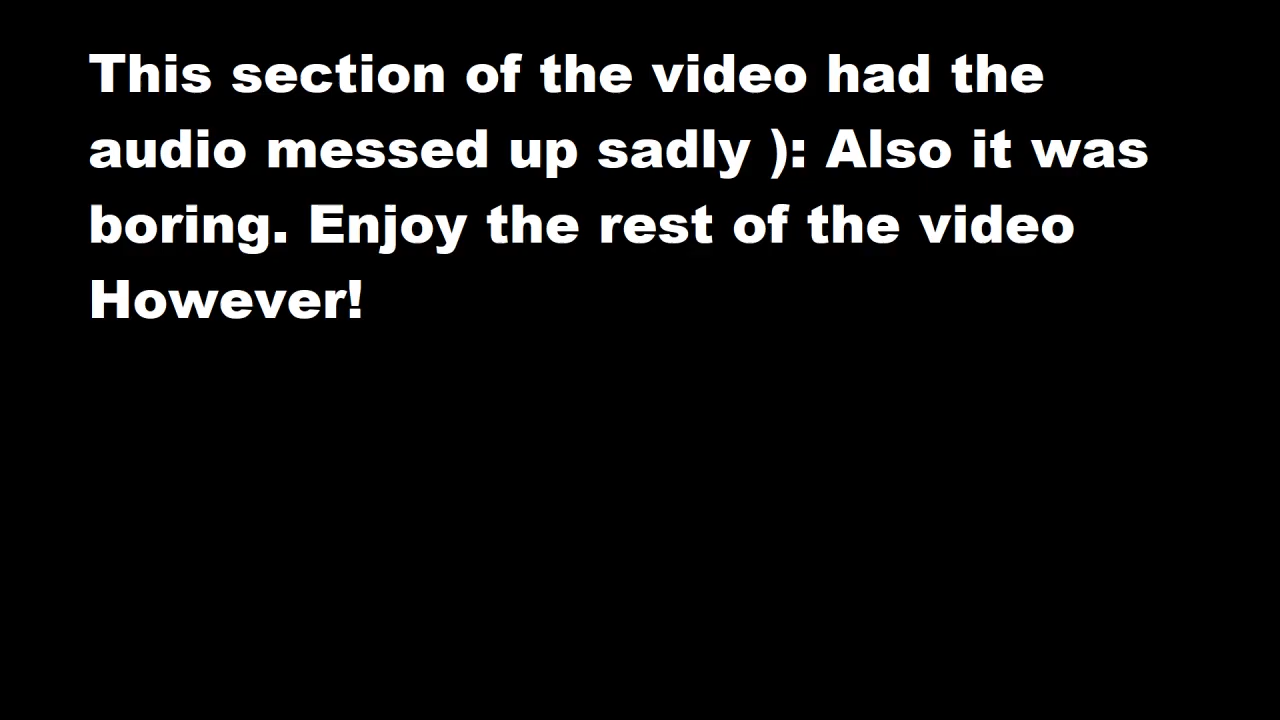 This section of the video had the
audio messed up sadly ): Also it was
boring. Enjoy the rest of the video
However!